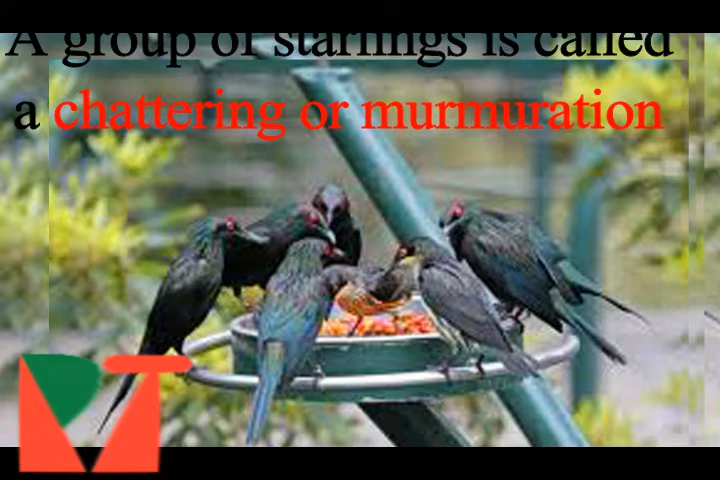 A group of starlings is called
a chattering or murmuration